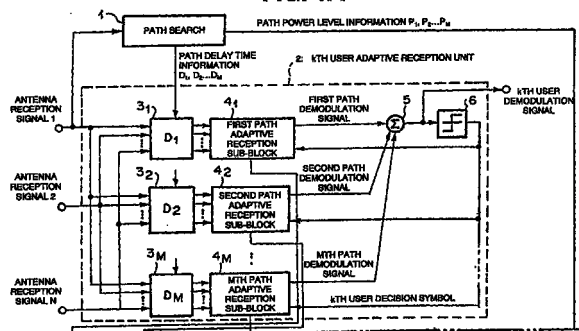 1
PATH SEARCH
PATH POWER LEVEL INFORMATION P1, P2...PM
PATH DELAY TIME
INFORMATION
D1, D2...DM
2: kTH USER ADAPTIVE RECEPTION UNIT
ANTENNA
RECEPTION
SIGNAL 1
31
D1
41
FIRST PATH
ADAPTIVE
RECEPTION
SUB-BLOCK
FIRST PATH
DEMODULATION
SIGNAL
5
Σ
6
kTH USER
DEMODULATION
SIGNAL
ANTENNA
RECEPTION
SIGNAL 2
32
D2
42
SECOND PATH
ADAPTIVE
RECEPTION
SUB-BLOCK
SECOND PATH
DEMODULATION
SIGNAL
ANTENNA
RECEPTION
SIGNAL N
3M
DM
4M
MTH PATH
ADAPTIVE
RECEPTION
SUB-BLOCK
MTH PATH
DEMODULATION
SIGNAL
kTH USER DECISION SYMBOL